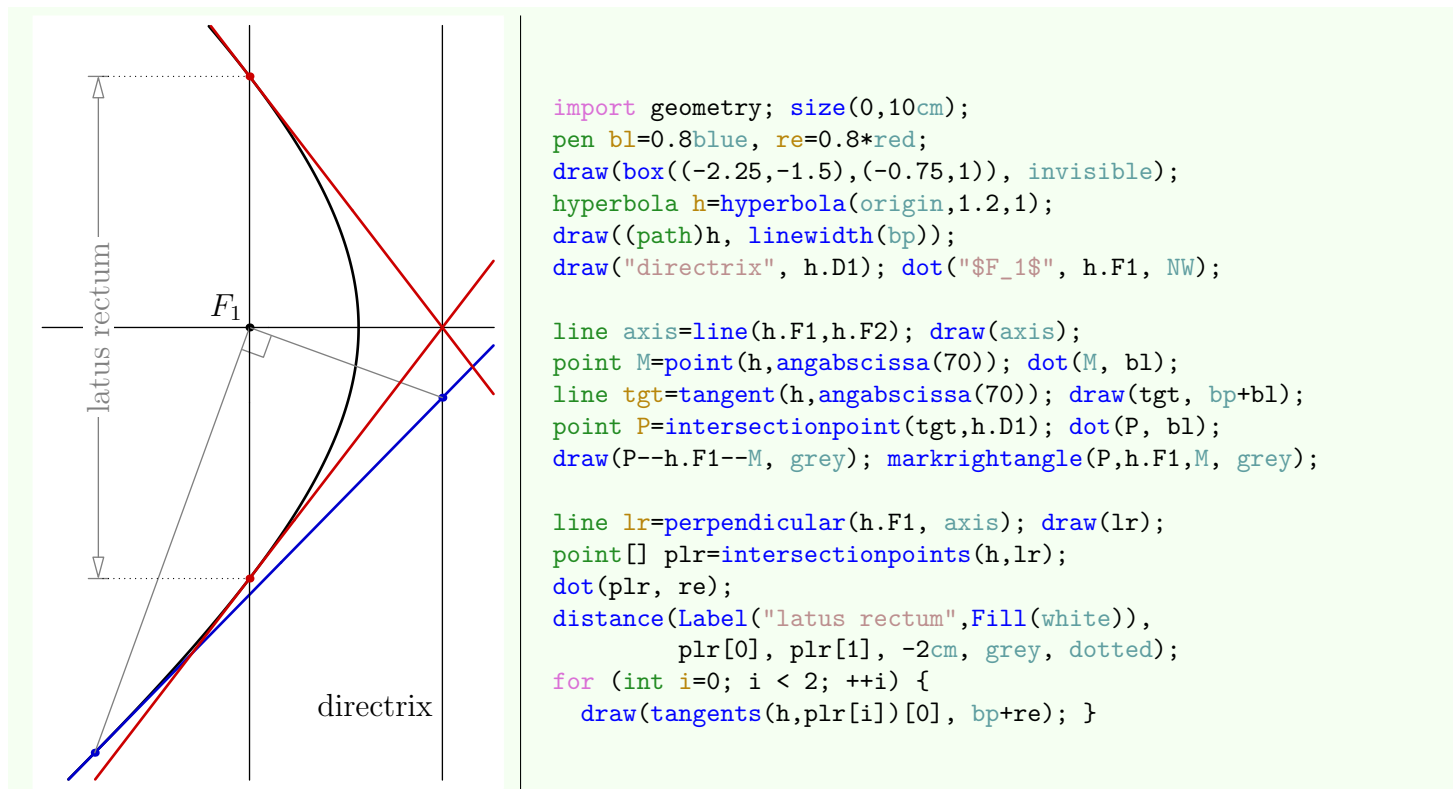 F1
latus rectum
directrix
import geometry; size(0,10cm);
pen bl=0.8blue, re=0.8*red;
draw(box((-2.25,-1.5),(-0.75,1)), invisible);
hyperbola h=hyperbola(origin,1.2,1);
draw((path)h, linewidth(bp));
draw("directrix", h.D1); dot("$F_1$", h.F1, NW);
line axis=line(h.F1,h.F2); draw(axis);
point M=point(h,angabscissa(70)); dot(M, bl);
line tgt=tangent(h,angabscissa(70)); draw(tgt, bp+bl);
point P=intersectionpoint(tgt,h.D1); dot(P, bl);
draw(P--h.F1--M, grey); markrightangle(P,h.F1,M, grey);
line lr=perpendicular(h.F1, axis); draw(lr);
point[] plr=intersectionpoints(h,lr);
dot(plr, re);
distance(Label("latus rectum",Fill(white)),
plr[0], plr[1], -2cm, grey, dotted);
for (int i=0; i < 2; ++i) {
draw(tangents(h,plr[i])[0], bp+re); }